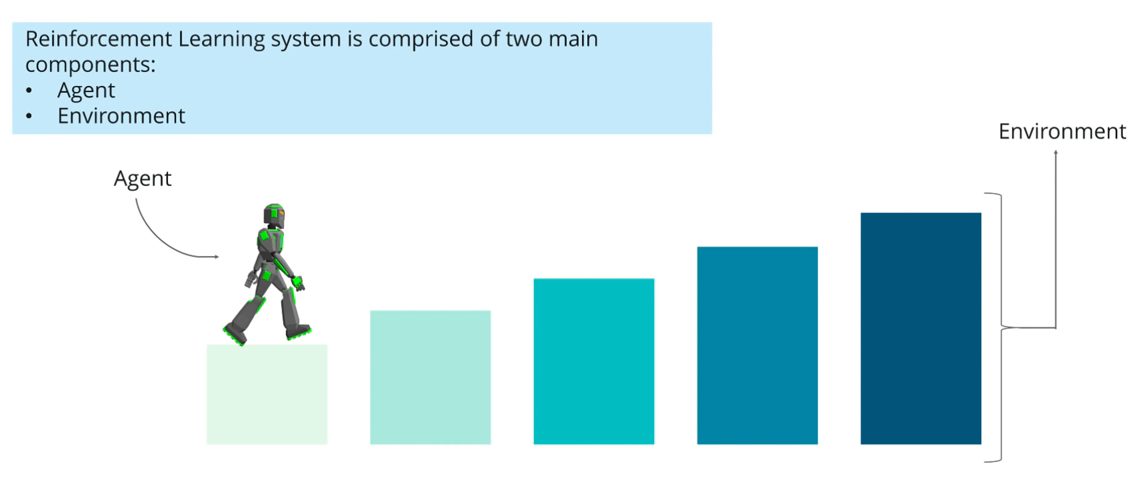 Reinforcement Learning system is comprised of two main
components:
• Agent
• Environment
Environment
Agent